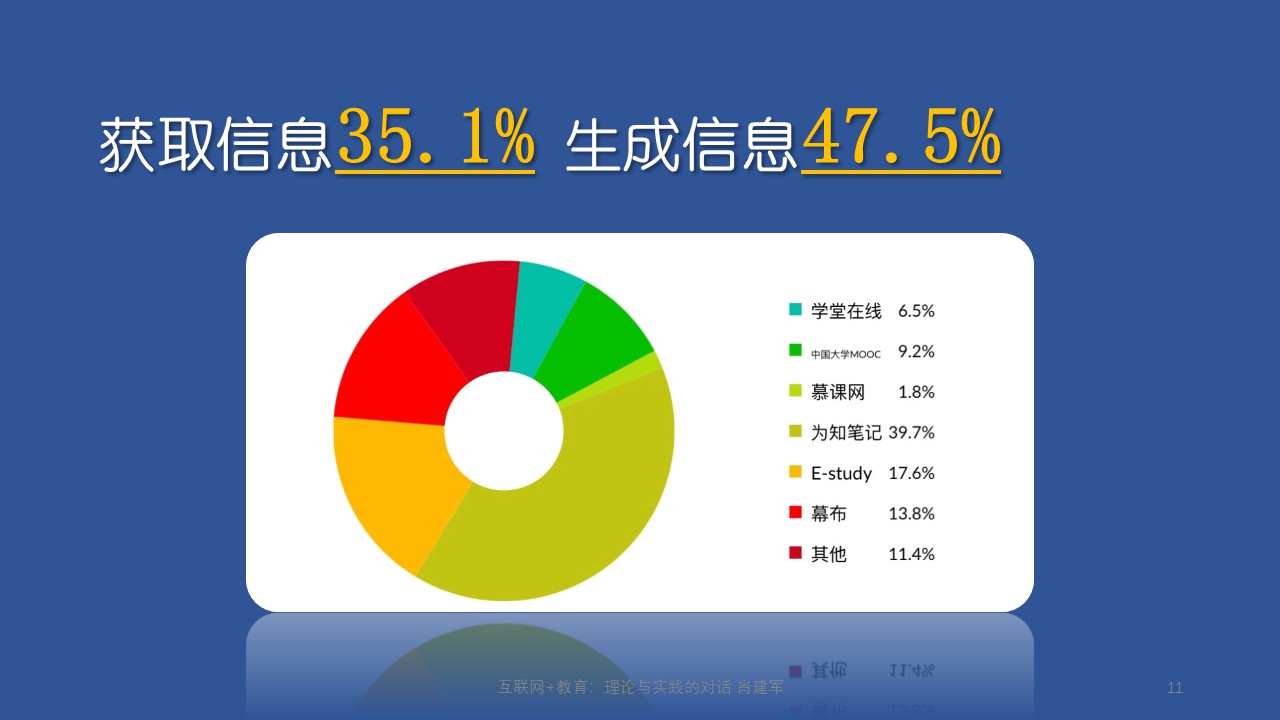 获取信息35.1% 生成信息47.5%
学堂在线 6.5%
中国大学MOOC 9.2%
慕课网 1.8%
为知笔记 39.7%
E-study 17.6%
幕布 13.8%
其他 11.4%
互联网+教育：理论与实践的对话 肖建军
11